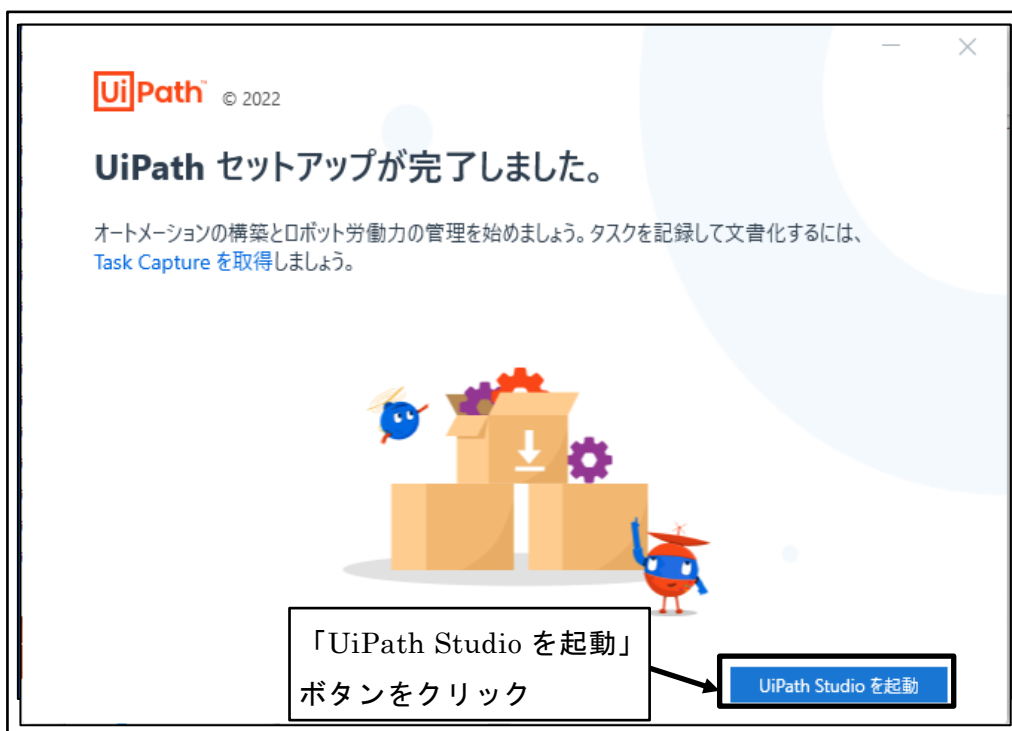 UiPath™ © 2022
UiPath セットアップが完了しました。
オートメーションの構築とロボット労働力の管理を始めましょう。タスクを記録して文書化するには、
Task Capture を取得しましょう。
「UiPath Studio を起動」
ボタンをクリック
UiPath Studio を起動